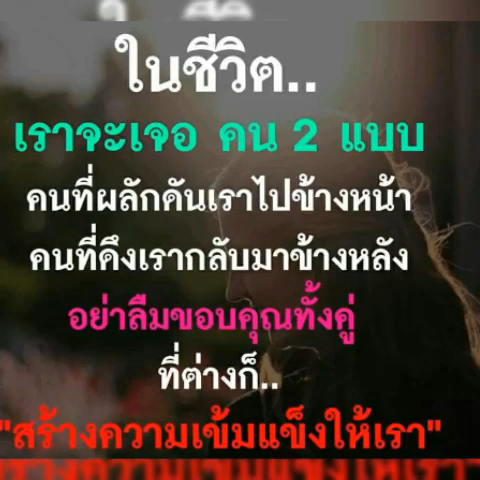 ในชีวิต..
เราจะเจอ คน 2 แบบ
คนที่ผลักคันเราไปข้างหน้า
คนที่คึงเรากลับมาข้างหลัง
อย่าลืมขอบคุณทั้งคู่
ที่ต่างก็..
"สร้างความเข้มแข็งให้เรา"